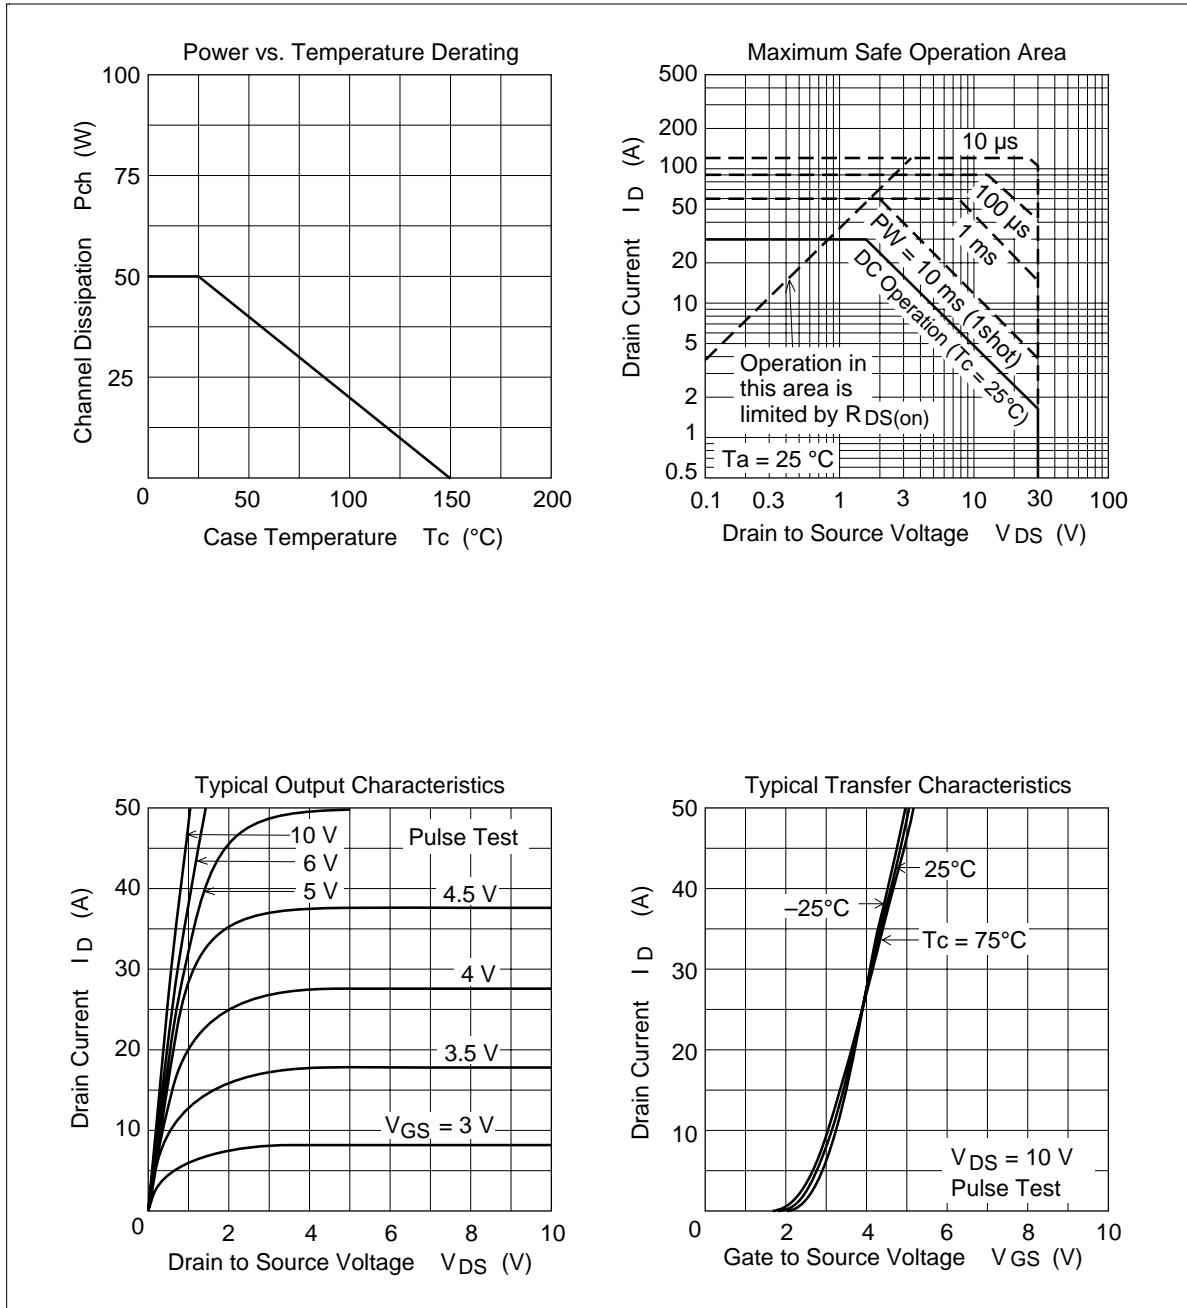 Power vs. Temperature Derating
100
75
50
25
0
50
100
150
200
Channel Dissipation Pch (W)
Case Temperature Tc (°C)
Maximum Safe Operation Area
500
200
100
50
20
10
5
2
1
0.5
0.1
0.3
1
3
10
30
100
Drain Current I D (A)
10 µs
100 µs
1 ms
PW = 10 ms (1shot)
DC Operation (Tc = 25°C)
Operation in
this area is
limited by R DS(on)
Ta = 25 °C
Drain to Source Voltage V DS (V)
Typical Output Characteristics
50
40
30
20
10
0
2
4
6
8
10
Drain Current I D (A)
10 V
6 V
5 V
Pulse Test
4.5 V
4 V
3.5 V
VGS = 3 V
Drain to Source Voltage V DS (V)
Typical Transfer Characteristics
50
40
30
20
10
0
2
4
6
8
10
Drain Current I D (A)
25°C
–25°C
Tc = 75°C
V DS = 10 V
Pulse Test
Gate to Source Voltage V GS (V)